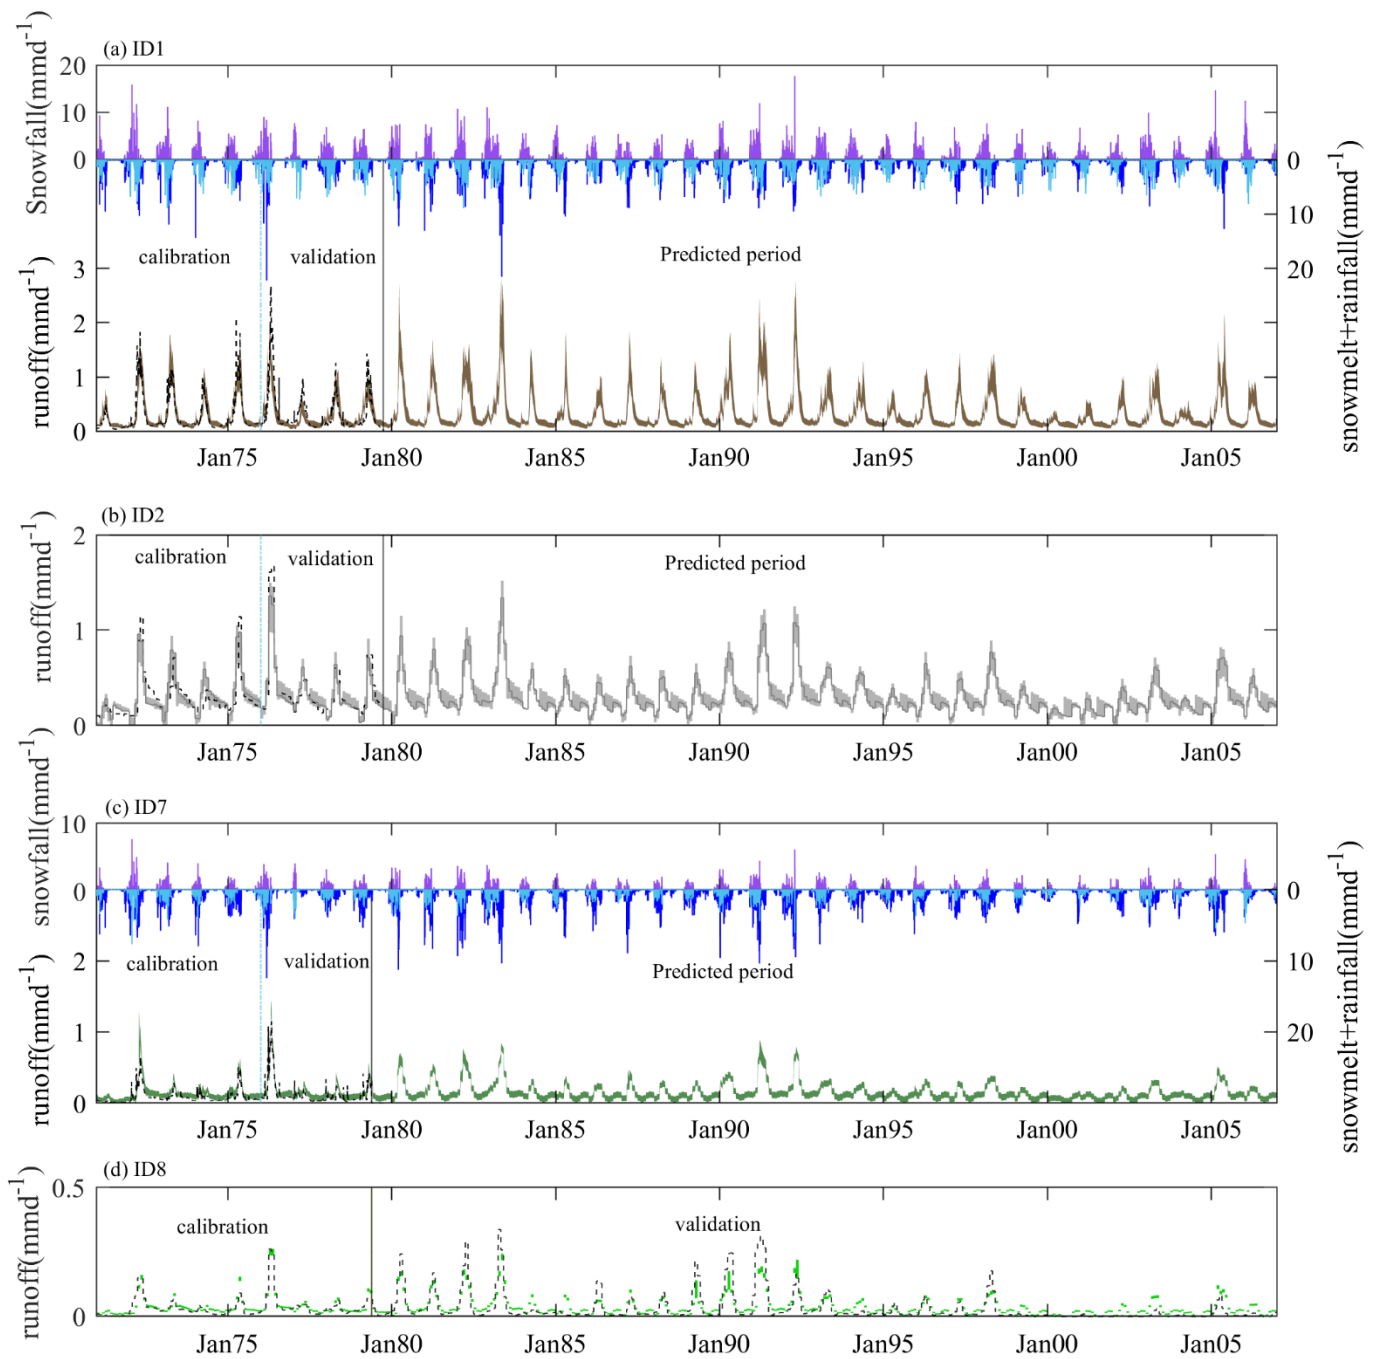 (a) ID1
Snowfall(mmd-1)
20
10
0
0
10
20
snowmelt+rainfall(mmd-1)
calibration
validation
Predicted period
runoff(mmd-1)
3
2
1
0
Jan75 Jan80 Jan85 Jan90 Jan95 Jan00 Jan05
(b) ID2
runoff(mmd-1)
2
1
0
calibration
validation
Predicted period
Jan75 Jan80 Jan85 Jan90 Jan95 Jan00 Jan05
(c) ID7
snowfall(mmd-1)
10
0
0
10
20
snowmelt+rainfall(mmd-1)
calibration
validation
Predicted period
runoff(mmd-1)
2
1
0
Jan75 Jan80 Jan85 Jan90 Jan95 Jan00 Jan05
(d) ID8
runoff(mmd-1)
0.5
0
calibration
validation
Jan75 Jan80 Jan85 Jan90 Jan95 Jan00 Jan05